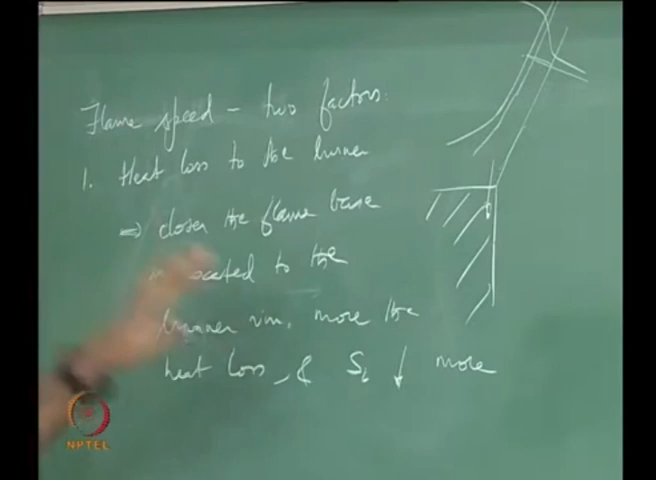 Flame speed – two factors:
1. Heat loss to the burner
⇒ closer the flame base
located to the
burner rim, more the
heat loss, & S_L ↓ more
NPTEL